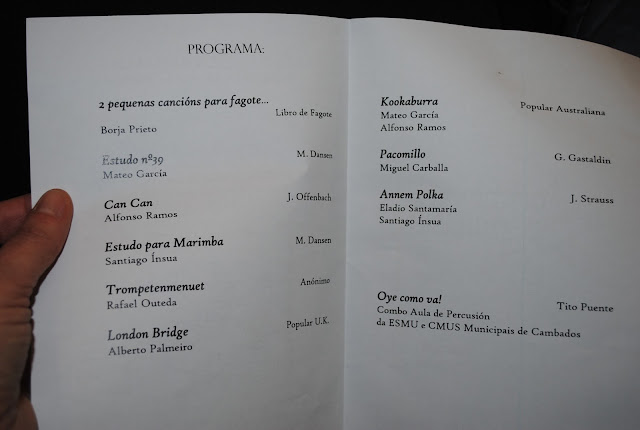 PROGRAMA:
2 pequenas cancións para fagote...
Libro de Fagote
Borja Prieto
Estudo nº39 M. Dansen
Mateo García
Can Can J. Offenbach
Alfonso Ramos
Estudo para Marimba M. Dansen
Santiago Ínsua
Trompetenmenuet Anónimo
Rafael Outeda
London Bridge Popular U.K.
Alberto Palmeiro
Kookaburra Popular Australiana
Mateo García
Alfonso Ramos
Pacomillo G. Gastaldin
Miguel Carballa
Annem Polka J. Strauss
Eladio Santamaría
Santiago Ínsua
Oye como va! Tito Puente
Combo Aula de Percusión
da ESMU e CMUS Municipais de Cambados